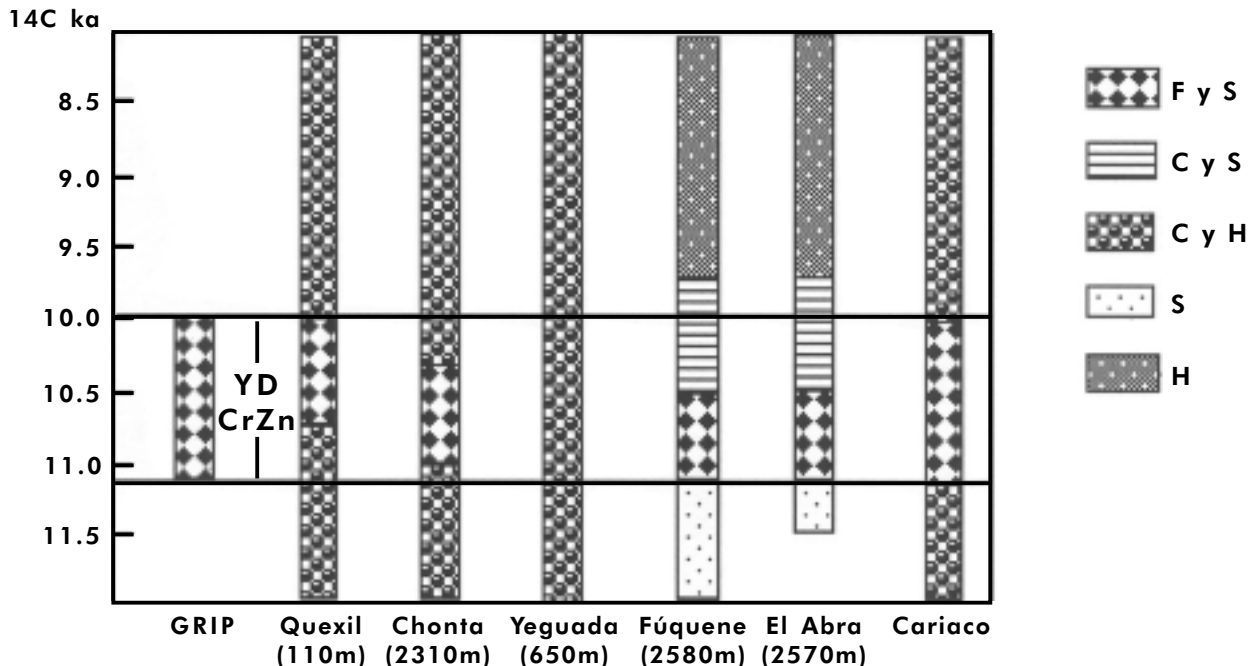 14C ka
8.5
9.0
9.5
10.0
10.5
11.0
11.5
YD
CrZn
GRIP Quexil Chonta Yeguada Fúquene El Abra Cariaco
(110m) (2310m) (650m) (2580m) (2570m)
F y S
C y S
C y H
S
H